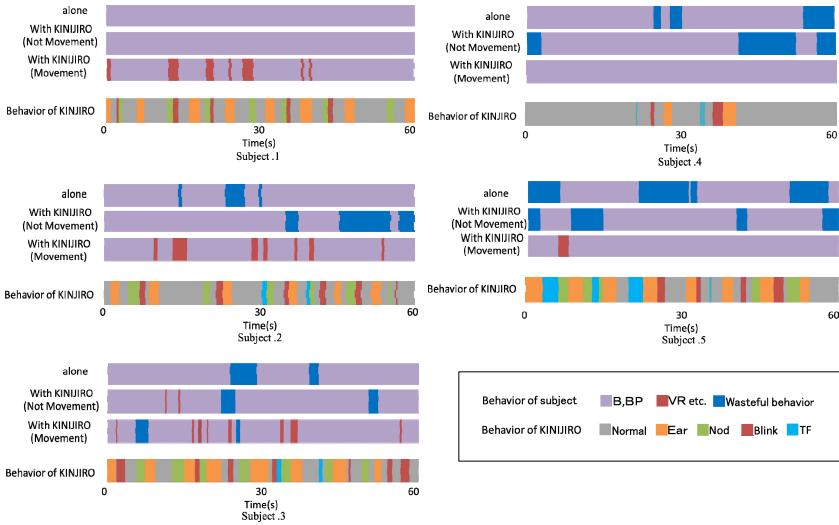 alone
With KINIJIRO
(Not Movement)
With KINIJIRO
(Movement)
Behavior of KINJIRO
0
30
60
Time(s)
Subject .1
alone
With KINIJIRO
(Not Movement)
With KINIJIRO
(Movement)
Behavior of KINJIRO
0
30
60
Time(s)
Subject .2
alone
With KINIJIRO
(Not Movement)
With KINIJIRO
(Movement)
Behavior of KINJIRO
0
30
60
Time(s)
Subject .3
alone
With KINIJIRO
(Not Movement)
With KINIJIRO
(Movement)
Behavior of KINJIRO
0
30
60
Time(s)
Subject .4
alone
With KINIJIRO
(Not Movement)
With KINIJIRO
(Movement)
Behavior of KINJIRO
0
30
60
Time(s)
Subject .5
Behavior of subject B,BP VR etc. Wasteful behavior
Behavior of KINIJIRO Normal Ear Nod Blink TF